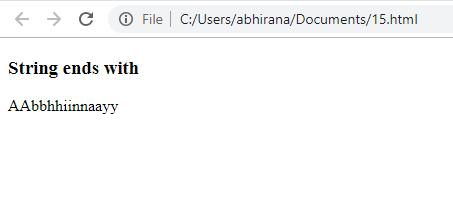 File
C:/Users/abhirana/Documents/15.html
String ends with
AAbbhhiinnaayy